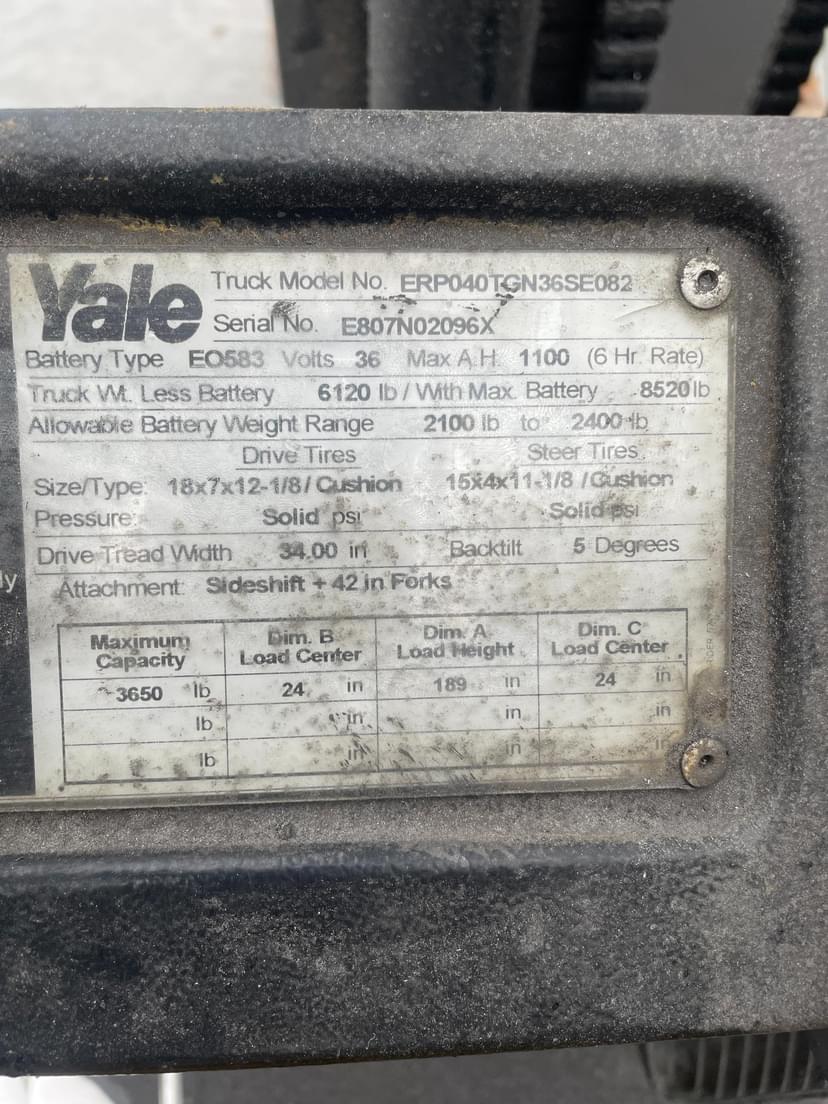 Yale
Truck Model No. ERP040TGN36SE082
Serial No. E807N02096X
Battery Type EO583 Volts 36 Max A.H. 1100 (6 Hr. Rate)
Truck Wt. Less Battery 6120 lb / With Max. Battery 8520 lb
Allowable Battery Weight Range 2100 lb to 2400 lb
Drive Tires Steer Tires
Size/Type: 18x7x12-1/8 / Cushion 15x4x11-1/8 / Cushion
Pressure: Solid psi Solid psi
Drive Tread Width 34.00 in Backtilt 5 Degrees
ly
Attachment: Sideshift + 42 in Forks
Maximum Capacity Dim. B Load Center Dim. A Load Height Dim. C Load Center
3650 lb 24 in 189 in 24 in
lb in in in
lb in in in